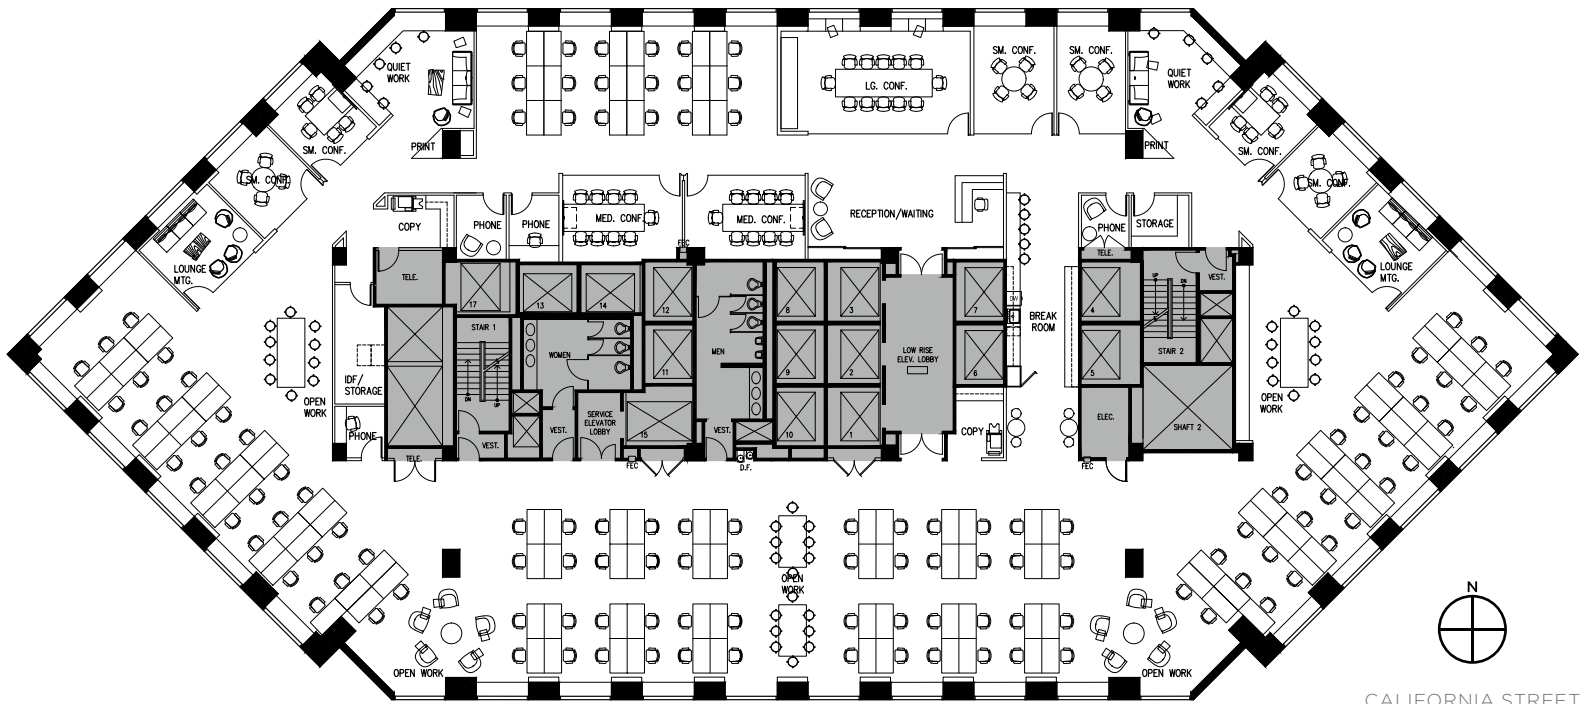 SM. CONF.
SM. CONF.
QUIET
WORK
QUIET
WORK
LG. CONF.
PRINT
PRINT
SM. CONF.
SM. CONF.
SM. CONF.
SM. CONF.
COPY
PHONE
PHONE
MED. CONF.
MED. CONF.
RECEPTION/WAITING
PHONE
STORAGE
FEC
LOUNGE
MTG.
LOUNGE
MTG.
TELE.
TELE.
VEST.
17
13
14
12
8
3
7
4
UP
DN
DW
BREAK
ROOM
STAIR 1
WOMEN
MEN
LOW RISE
ELEV. LOBBY
STAIR 2
11
9
2
6
5
IDF/
STORAGE
DN
UP
OPEN
WORK
OPEN
WORK
SERVICE
ELEVATOR
LOBBY
ELEC.
SHAFT 2
PHONE
VEST.
VEST.
15
VEST.
10
1
COPY
TELE.
FEC
D.F.
FEC
OPEN
WORK
OPEN WORK
OPEN WORK
N
CALIFORNIA STREET